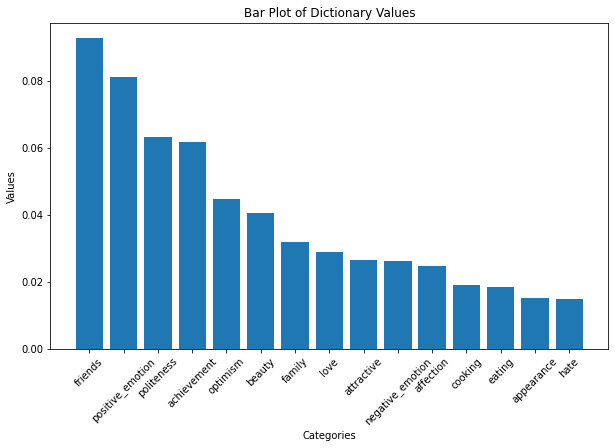 Bar Plot of Dictionary Values
Values
0.08
0.06
0.04
0.02
0.00
friends
positive_emotion
politeness
achievement
optimism
beauty
family
love
attractive
negative_emotion
affection
cooking
eating
appearance
hate
Categories